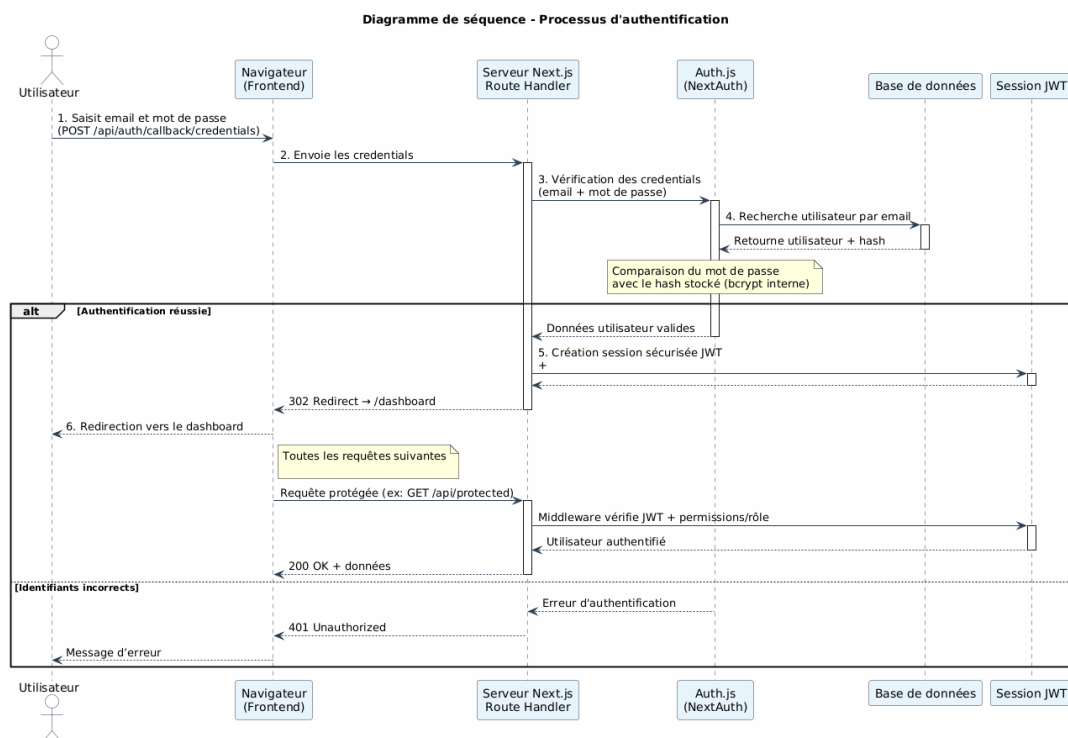 Diagramme de séquence - Processus d'authentification
Utilisateur
Navigateur
(Frontend)
Serveur Next.js
Route Handler
Auth.js
(NextAuth)
Base de données
Session JWT
1. Saisit email et mot de passe
(POST /api/auth/callback/credentials)
2. Envoie les credentials
3. Vérification des credentials
(email + mot de passe)
4. Recherche utilisateur par email
Retourne utilisateur + hash
Comparaison du mot de passe
avec le hash stocké (bcrypt interne)
alt
[Authentification réussie]
Données utilisateur valides
5. Création session sécurisée JWT
+
302 Redirect → /dashboard
6. Redirection vers le dashboard
Toutes les requêtes suivantes
Requête protégée (ex: GET /api/protected)
Middleware vérifie JWT + permissions/rôle
Utilisateur authentifié
200 OK + données
[Identifiants incorrects]
Erreur d'authentification
401 Unauthorized
Message d'erreur
Utilisateur
Navigateur
(Frontend)
Serveur Next.js
Route Handler
Auth.js
(NextAuth)
Base de données
Session JWT